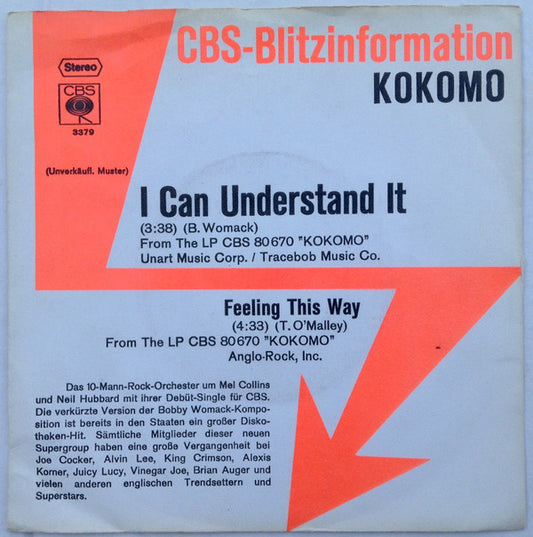 CBS-Blitzinformation
KOKOMO
Stereo
CBS
3379
(Unverkäufl. Muster)
I Can Understand It
(3:38) (B. Womack)
From The LP CBS 80670 "KOKOMO"
Unart Music Corp. / Tracebob Music Co.
Feeling This Way
(4:33) (T. O'Malley)
From The LP CBS 80670 "KOKOMO"
Anglo-Rock, Inc.
Das 10-Mann-Rock-Orchester um Mel Collins
und Neil Hubbard mit ihrer Debüt-Single für CBS.
Die verkürzte Version der Bobby Womack-Kompo-
sition ist bereits in den Staaten ein großer Disko-
theken-Hit. Sämtliche Mitglieder dieser neuen
Supergroup haben eine große Vergangenheit bei
Joe Cocker, Alvin Lee, King Crimson, Alexis
Korner, Juicy Lucy, Vinegar Joe, Brian Auger und
vielen anderen englischen Trendsettern und
Superstars.